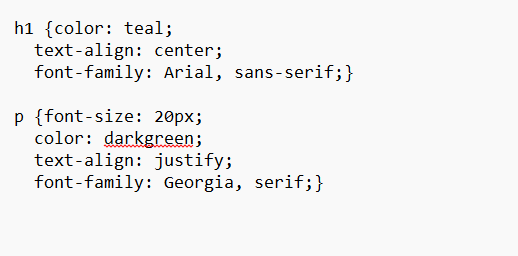 h1 {color: teal;
  text-align: center;
  font-family: Arial, sans-serif;}

p {font-size: 20px;
  color: darkgreen;
  text-align: justify;
  font-family: Georgia, serif;}